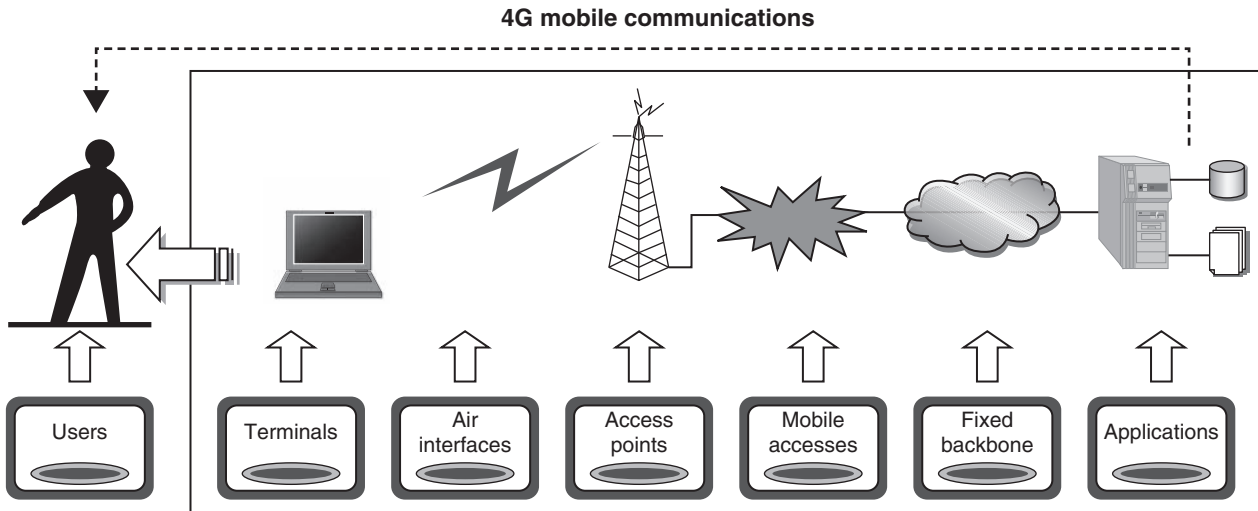 4G mobile communications
Users
Terminals
Air
interfaces
Access
points
Mobile
accesses
Fixed
backbone
Applications